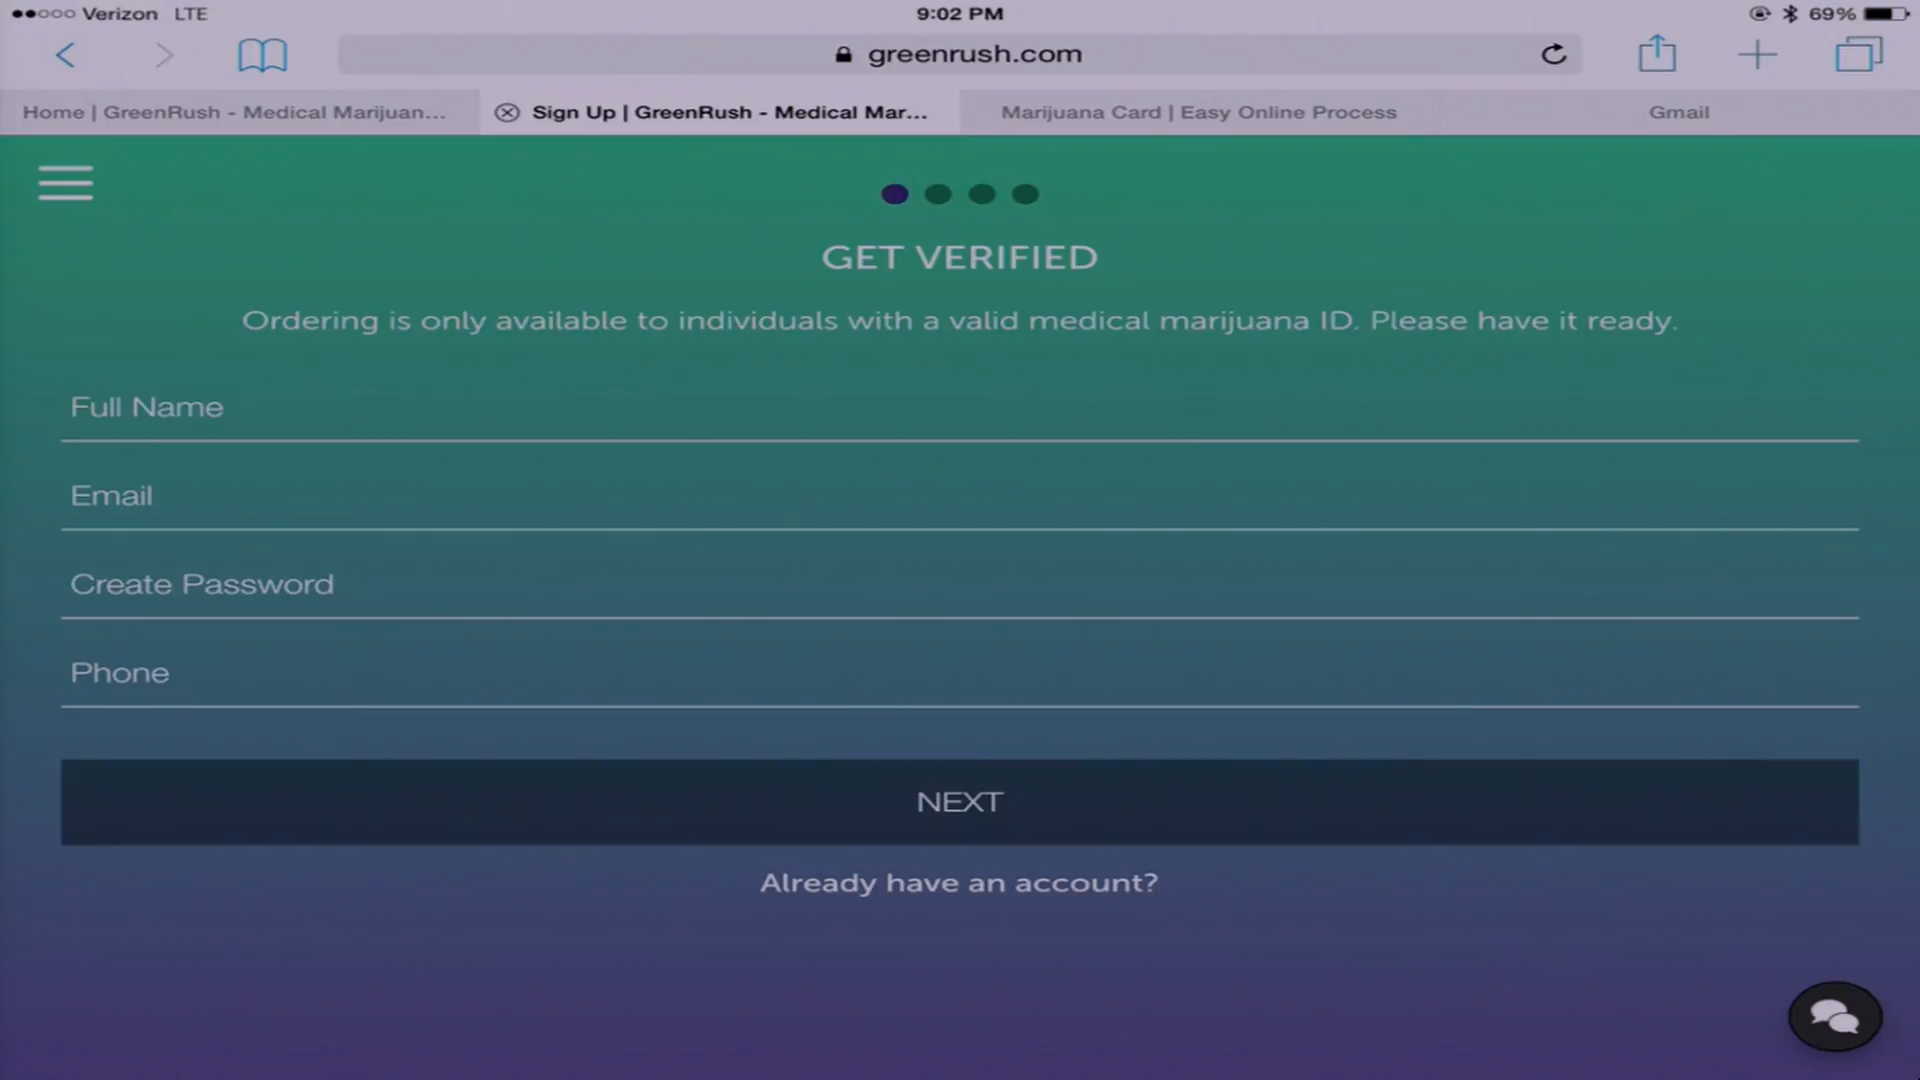 Verizon LTE 9:02 PM 69%
greenrush.com
Home | GreenRush - Medical Marijuan... Sign Up | GreenRush - Medical Mar... Marijuana Card | Easy Online Process Gmail
GET VERIFIED
Ordering is only available to individuals with a valid medical marijuana ID. Please have it ready.
Full Name
Email
Create Password
Phone
NEXT
Already have an account?